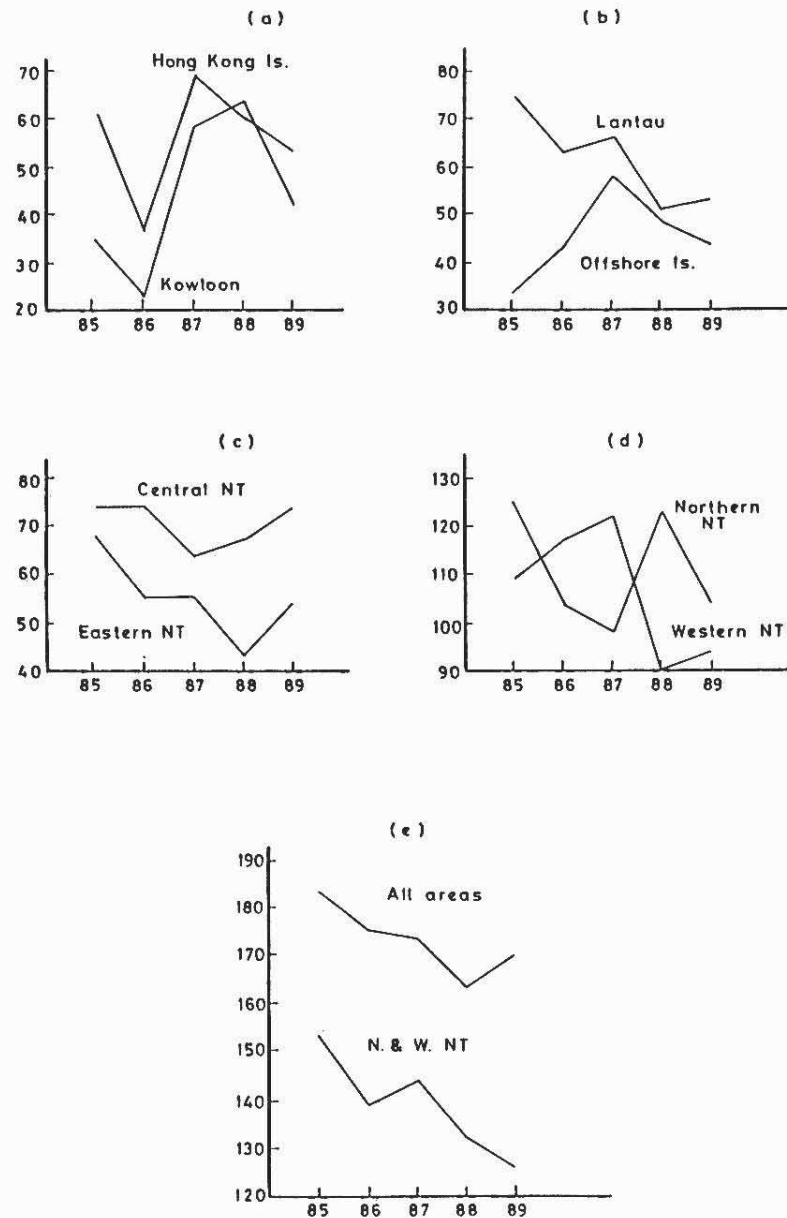 (a)
Hong Kong Is.
70
60
50
40
30
20
Kowloon
85 86 87 88 89
(b)
80
70
60
50
40
30
Lantau
Offshore Is.
85 86 87 88 89
(c)
80
70
60
50
40
Central NT
Eastern NT
85 86 87 88 89
(d)
130
120
110
100
90
Northern
NT
Western NT
85 86 87 88 89
(e)
190
180
170
160
150
140
130
120
All areas
N. & W. NT
85 86 87 88 89